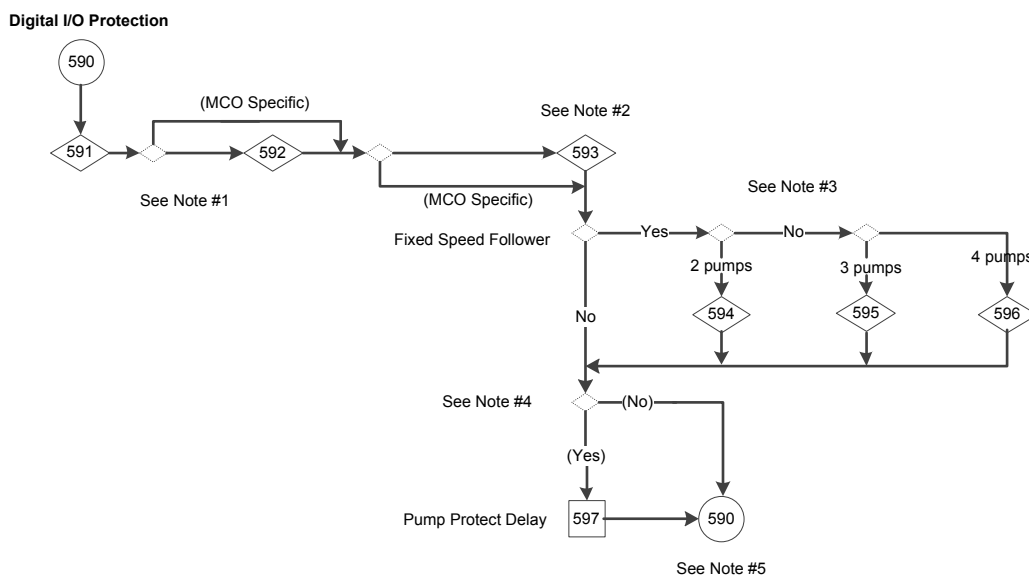 Digital I/O Protection
590
(MCO Specific)
See Note #2
591
592
593
See Note #1
(MCO Specific)
See Note #3
Fixed Speed Follower
Yes
No
2 pumps
3 pumps
4 pumps
594
595
596
No
See Note #4
(No)
(Yes)
Pump Protect Delay
597
590
See Note #5